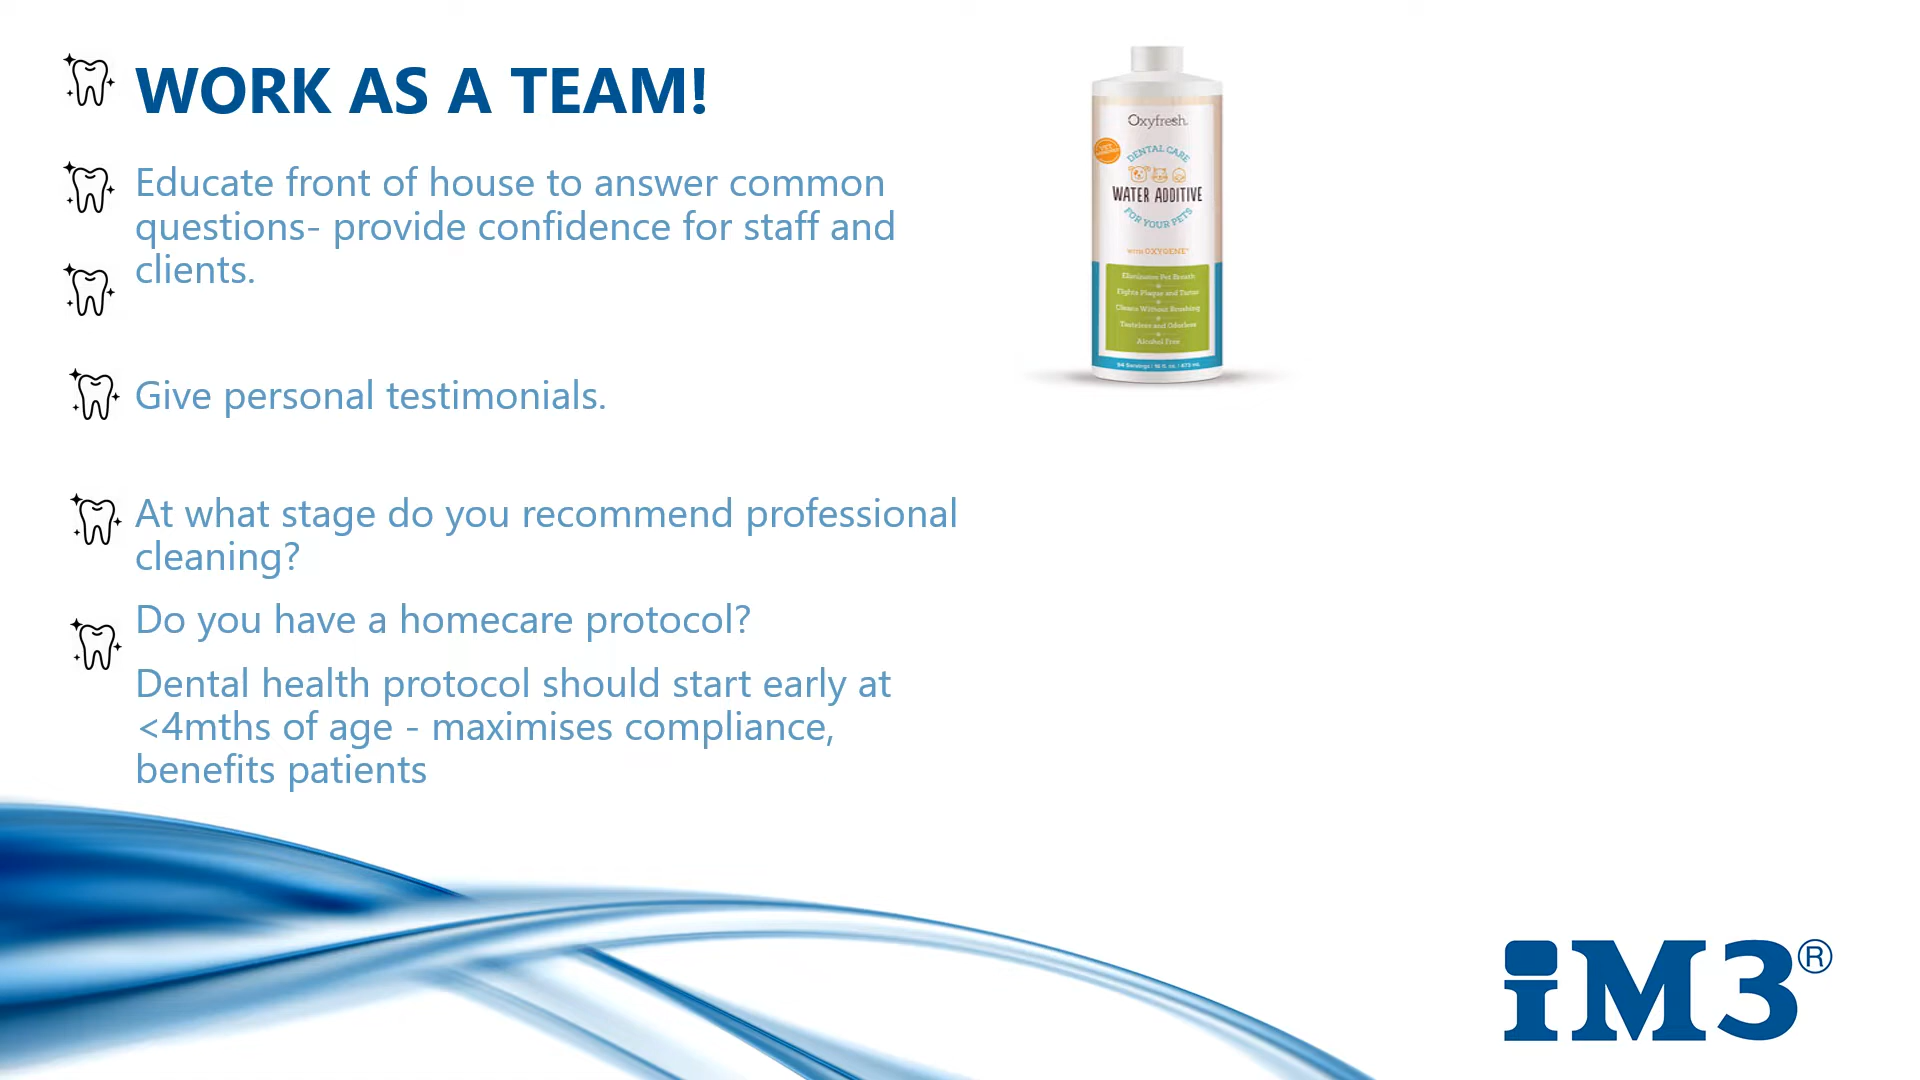 WORK AS A TEAM!
Educate front of house to answer common
questions- provide confidence for staff and
clients.
Give personal testimonials.
At what stage do you recommend professional
cleaning?
Do you have a homecare protocol?
Dental health protocol should start early at
<4mths of age - maximises compliance,
benefits patients
Oxyfresh
DENTAL CARE
WATER ADDITIVE
FOR YOUR PETS
WITH OXYGENE
Eliminates Pet Breath
Fights Plaque and Tartar
Cleans Without Brushing
Tasteless and Odorless
Alcohol Free
iM3®